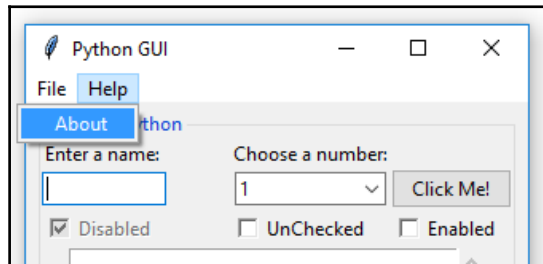 Python GUI
File Help
About thon
Enter a name: Choose a number:
1 Click Me!
Disabled UnChecked Enabled